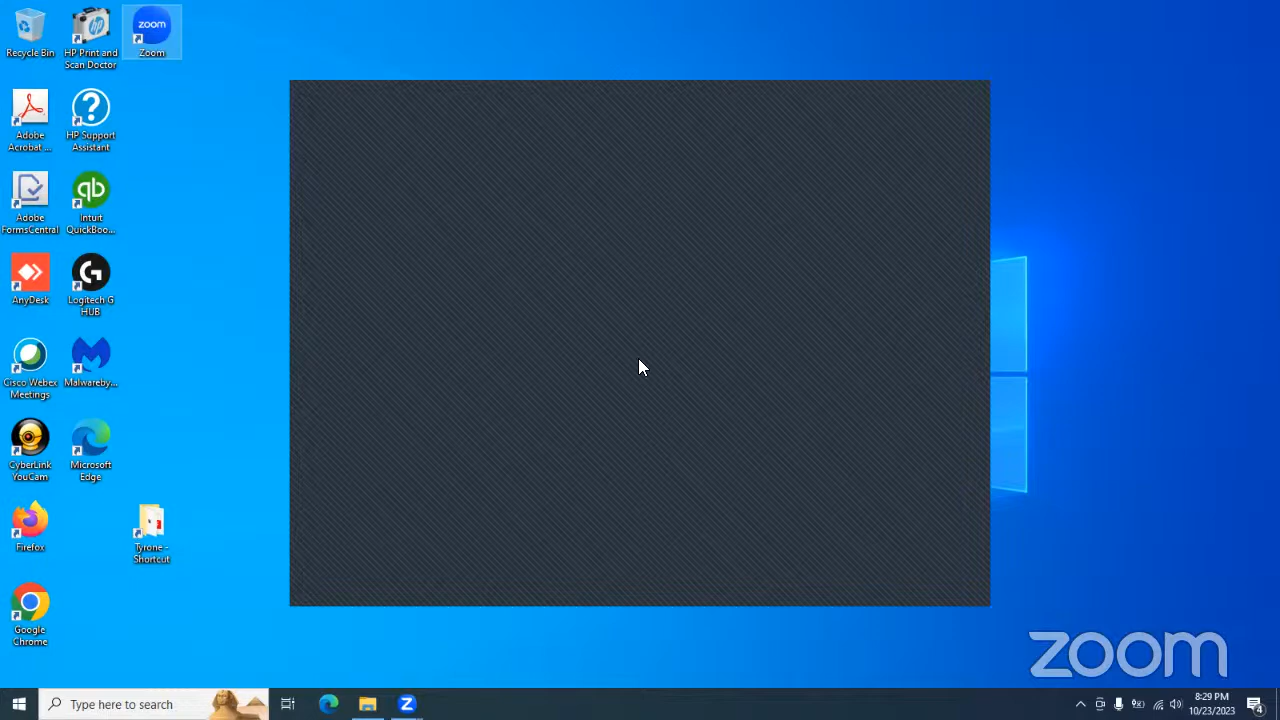 Recycle Bin
HP Print and
Scan Doctor
zoom
Zoom
Adobe
Acrobat ...
HP Support
Assistant
Adobe
FormsCentral
qb
Intuit
QuickBoo...
AnyDesk
Logitech G
HUB
Cisco Webex
Meetings
Malwareby...
CyberLink
YouCam
Microsoft
Edge
Firefox
Tyrone -
Shortcut
Google
Chrome
zoom
Type here to search
8:29 PM
10/23/2023
4